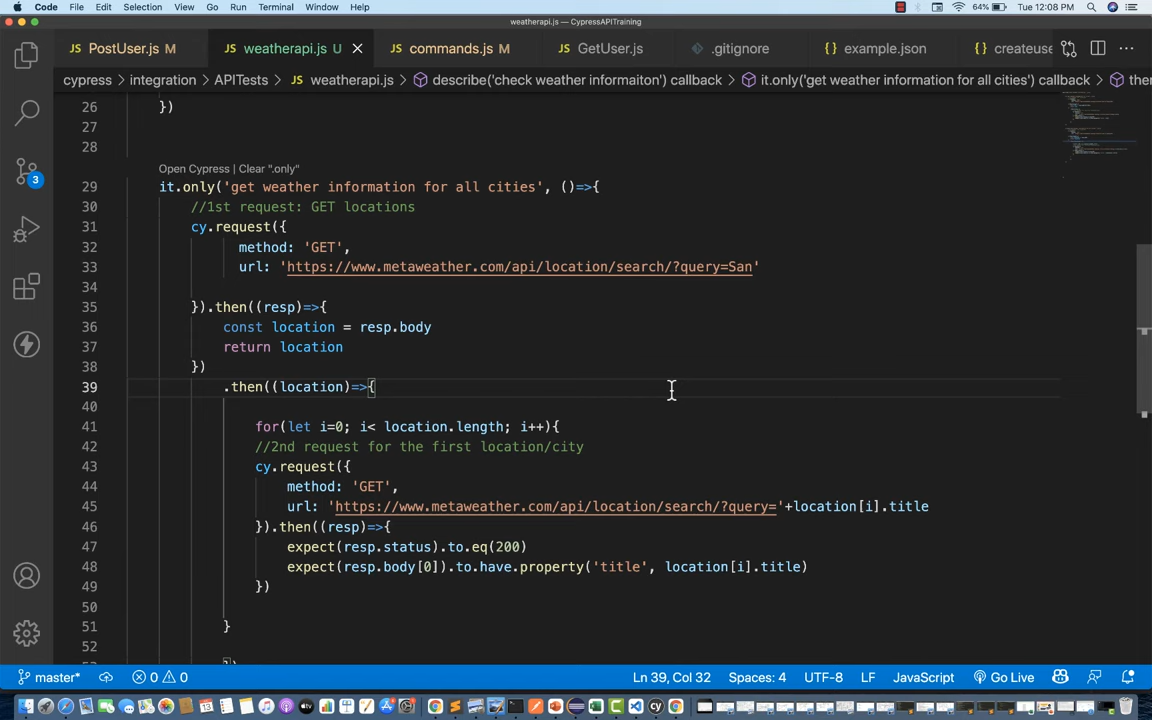 Code File Edit Selection View Go Run Terminal Window Help 64% Tue 12:08 PM
weatherapi.js — CypressAPITraining
PostUser.js M weatherapi.js U commands.js M GetUser.js .gitignore {} example.json {} createuse
cypress > integration > APITests > JS weatherapi.js > describe('check weather informaiton') callback > it.only('get weather information for all cities') callback > then
26 })
27
28
Open Cypress | Clear ".only"
29 it.only('get weather information for all cities', ()=>{
30 //1st request: GET locations
31 cy.request({
32 method: 'GET',
33 url: 'https://www.metaweather.com/api/location/search/?query=San'
34
35 }).then((resp)=>{
36 const location = resp.body
37 return location
38 })
39 .then((location)=>{
40
41 for(let i=0; i< location.length; i++){
42 //2nd request for the first location/city
43 cy.request({
44 method: 'GET',
45 url: 'https://www.metaweather.com/api/location/search/?query='+location[i].title
46 }).then((resp)=>{
47 expect(resp.status).to.eq(200)
48 expect(resp.body[0]).to.have.property('title', location[i].title)
49 })
50
51 }
52
3
master* 0 0 Ln 39, Col 32 Spaces: 4 UTF-8 LF JavaScript Go Live